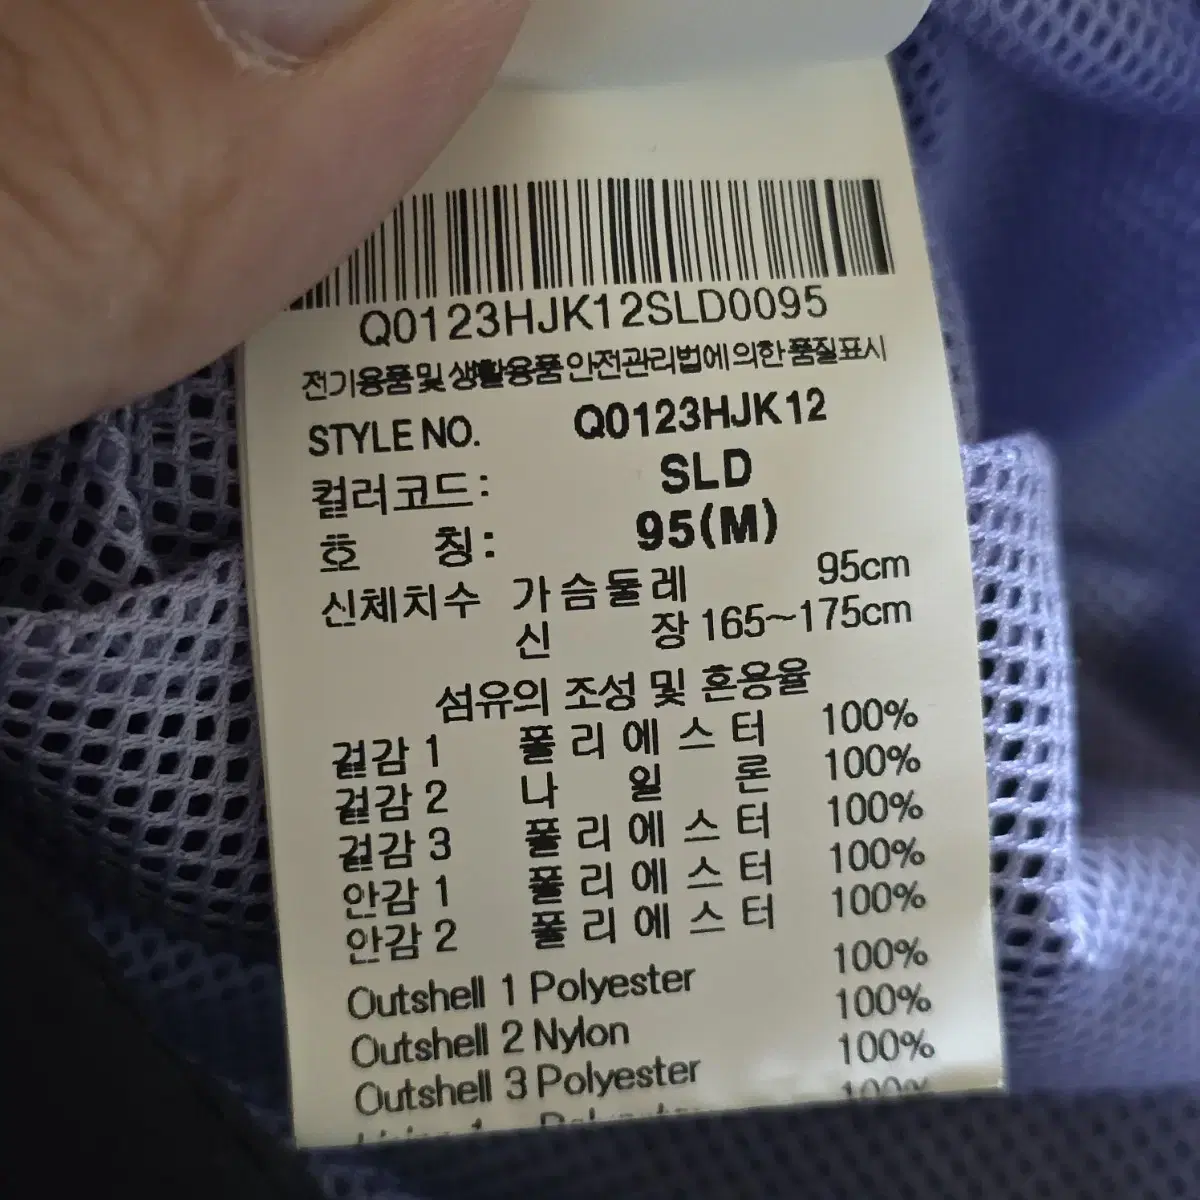 Q0123HJK12SLD0095
전기용품 및 생활용품 안전관리법에 의한 품질표시
STYLE NO. Q0123HJK12
컬러코드: SLD
호 칭: 95(M)
신체치수 가슴둘레 95cm
신 장 165~175cm
섬유의 조성 및 혼용율
겉감 1 폴리에스터 100%
겉감 2 나일론 100%
겉감 3 폴리에스터 100%
안감 1 폴리에스터 100%
안감 2 폴리에스터 100%
Outshell 1 Polyester 100%
Outshell 2 Nylon 100%
Outshell 3 Polyester 100%